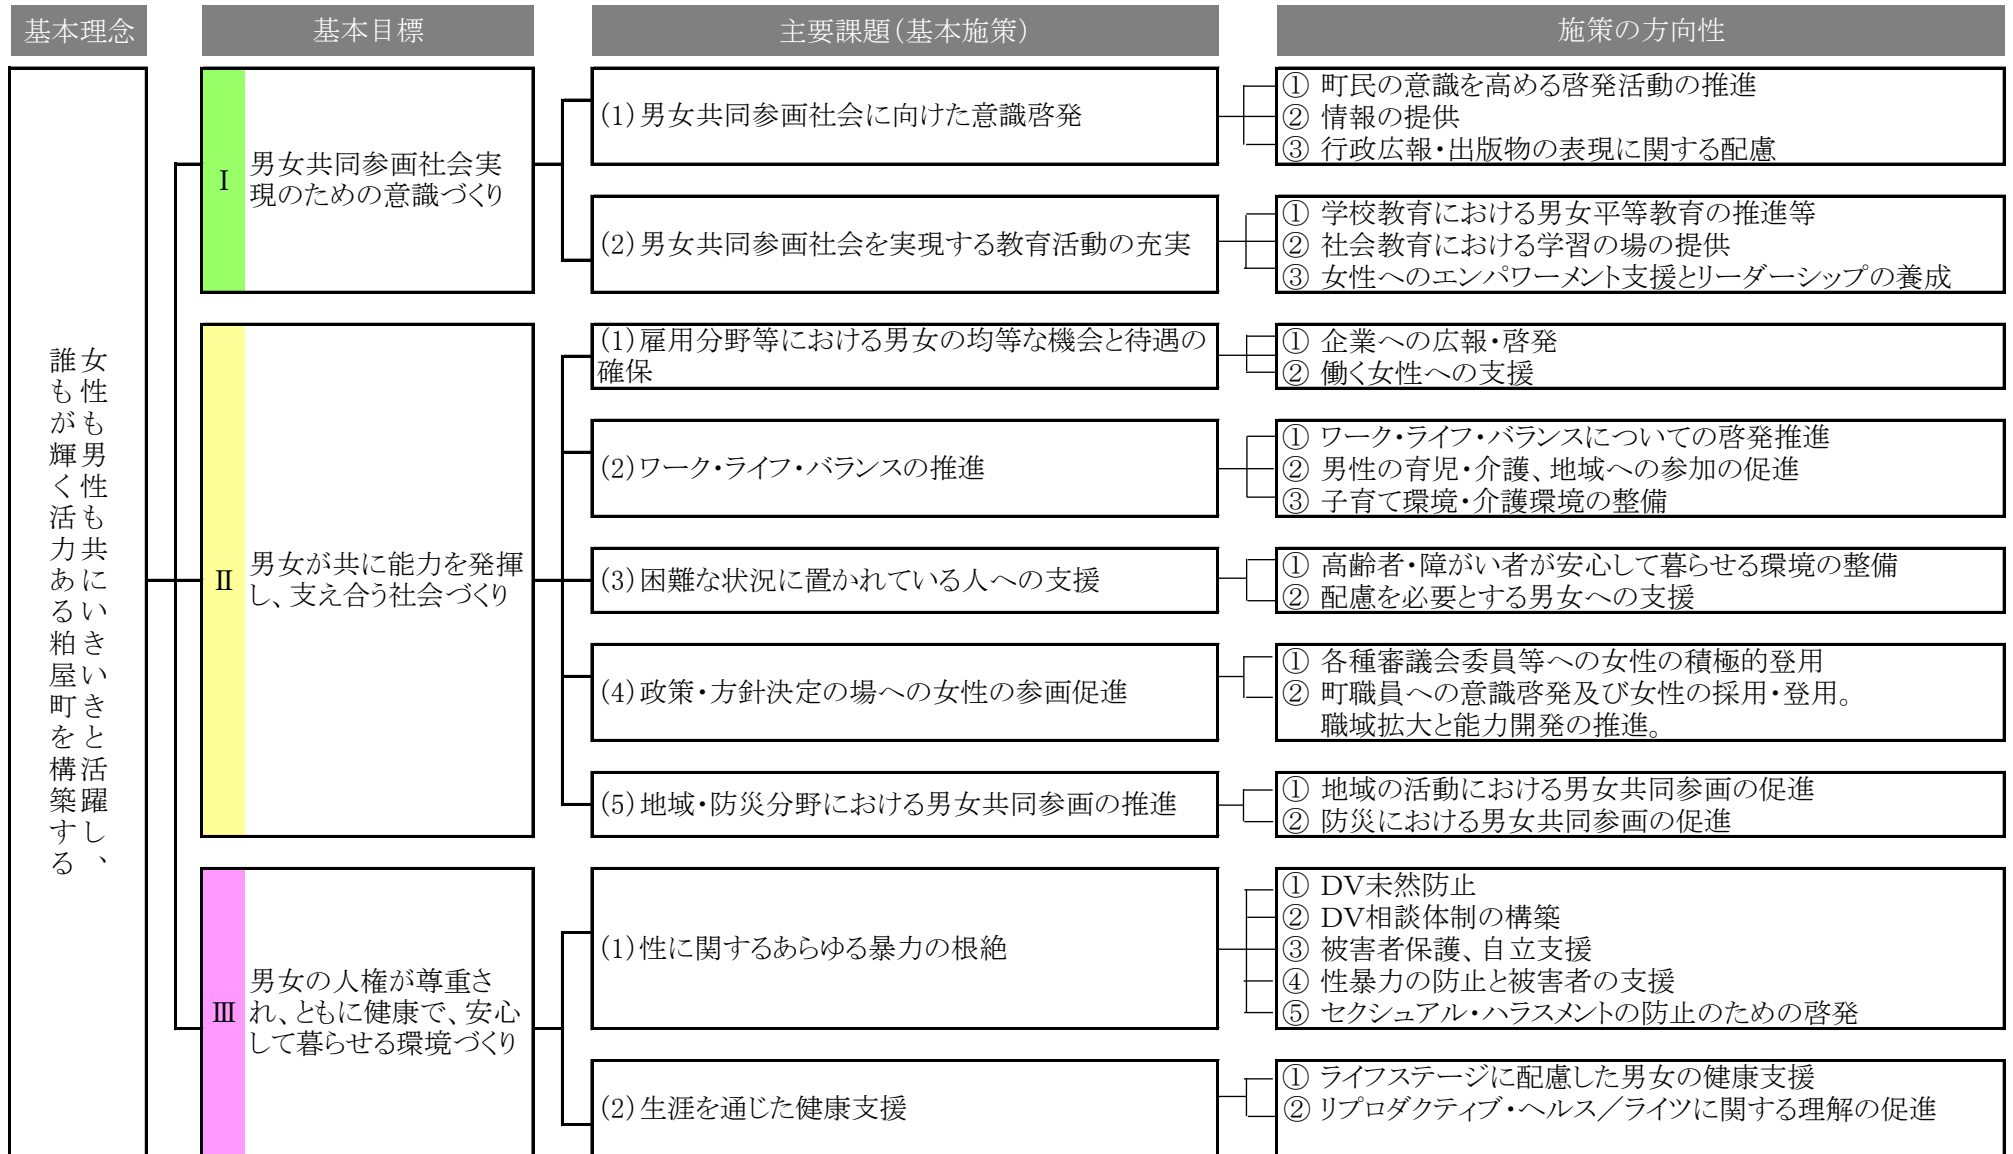 基本理念
基本目標
主要課題(基本施策)
施策の方向性
女性も男性も共にいきいきと活躍し、
誰もが輝く活力ある粕屋町を構築する
Ⅰ
男女共同参画社会実
現のための意識づくり
(1)男女共同参画社会に向けた意識啓発
① 町民の意識を高める啓発活動の推進
② 情報の提供
③ 行政広報・出版物の表現に関する配慮
(2)男女共同参画社会を実現する教育活動の充実
① 学校教育における男女平等教育の推進等
② 社会教育における学習の場の提供
③ 女性へのエンパワーメント支援とリーダーシップの養成
Ⅱ
男女が共に能力を発揮
し、支え合う社会づくり
(1)雇用分野等における男女の均等な機会と待遇の
確保
① 企業への広報・啓発
② 働く女性への支援
(2)ワーク・ライフ・バランスの推進
① ワーク・ライフ・バランスについての啓発推進
② 男性の育児・介護、地域への参加の促進
③ 子育て環境・介護環境の整備
(3)困難な状況に置かれている人への支援
① 高齢者・障がい者が安心して暮らせる環境の整備
② 配慮を必要とする男女への支援
(4)政策・方針決定の場への女性の参画促進
① 各種審議会委員等への女性の積極的登用
② 町職員への意識啓発及び女性の採用・登用。
職域拡大と能力開発の推進。
(5)地域・防災分野における男女共同参画の推進
① 地域の活動における男女共同参画の促進
② 防災における男女共同参画の促進
Ⅲ
男女の人権が尊重さ
れ、ともに健康で、安心
して暮らせる環境づくり
(1)性に関するあらゆる暴力の根絶
① DV未然防止
② DV相談体制の構築
③ 被害者保護、自立支援
④ 性暴力の防止と被害者の支援
⑤ セクシュアル・ハラスメントの防止のための啓発
(2)生涯を通じた健康支援
① ライフステージに配慮した男女の健康支援
② リプロダクティブ・ヘルス／ライツに関する理解の促進